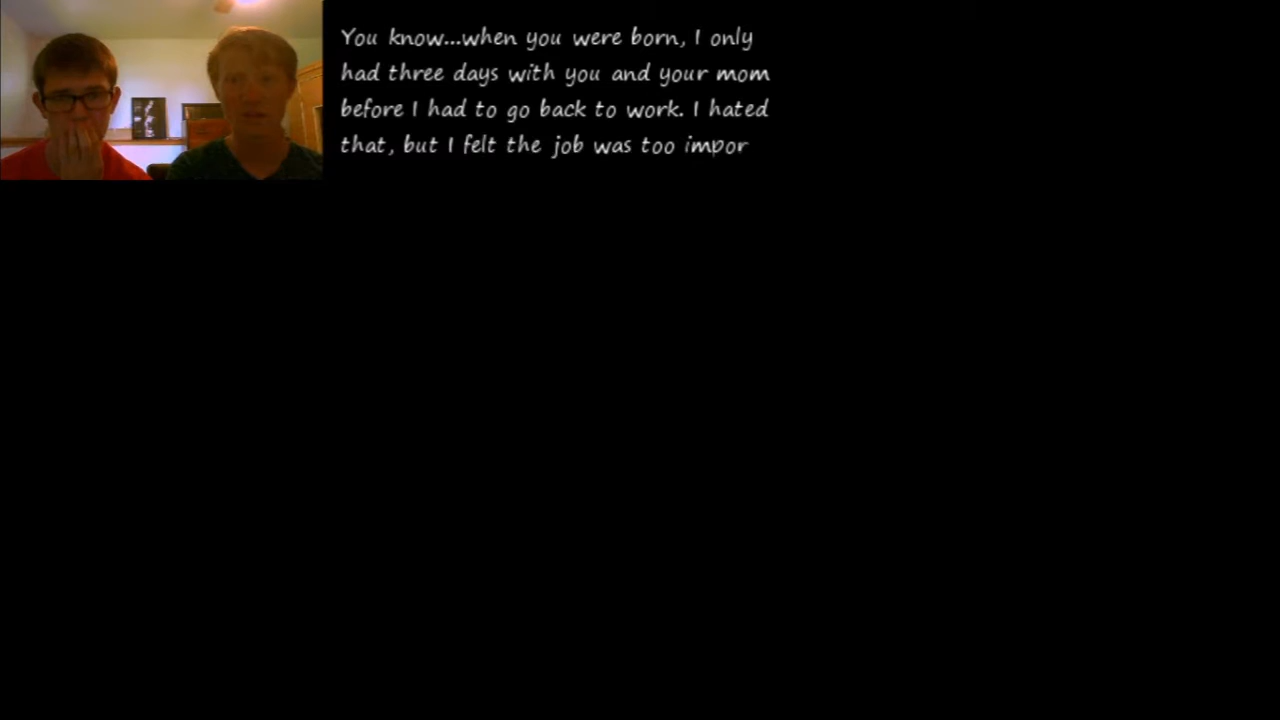 You know...when you were born, I only
had three days with you and your mom
before I had to go back to work. I hated
that, but I felt the job was too impor